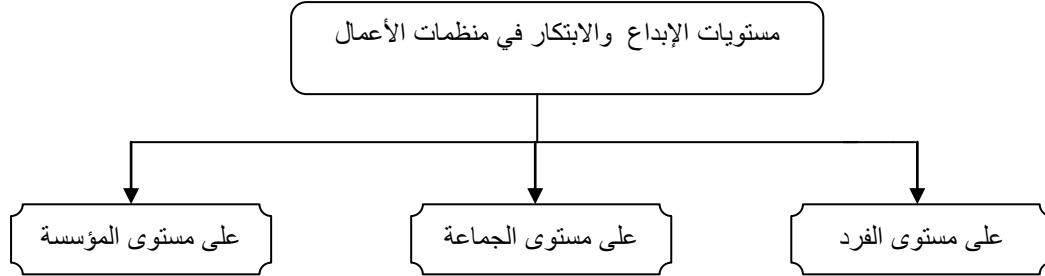 مستويات الإبداع والابتكار في منظمات الأعمال
على مستوى الفرد
على مستوى الجماعة
على مستوى المؤسسة